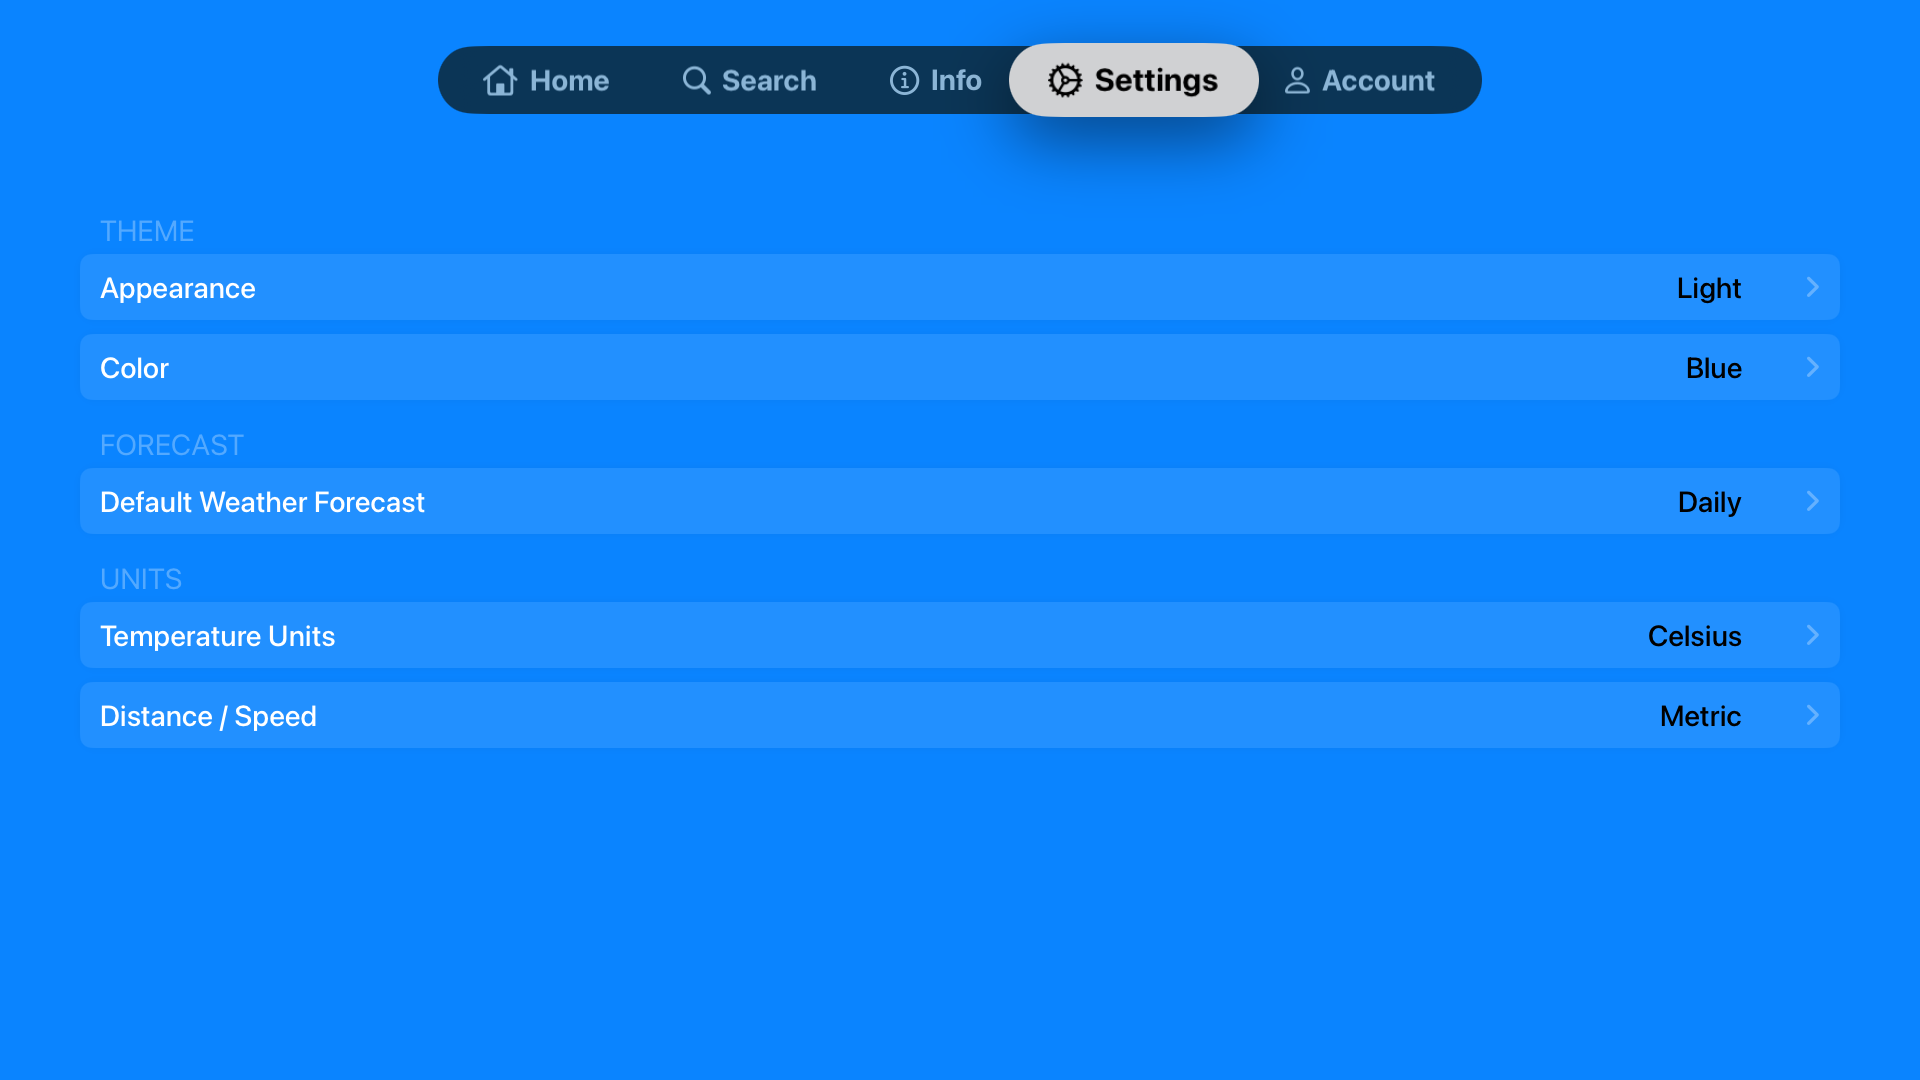 Home Search Info Settings Account
THEME
Appearance Light
Color Blue
FORECAST
Default Weather Forecast Daily
UNITS
Temperature Units Celsius
Distance / Speed Metric